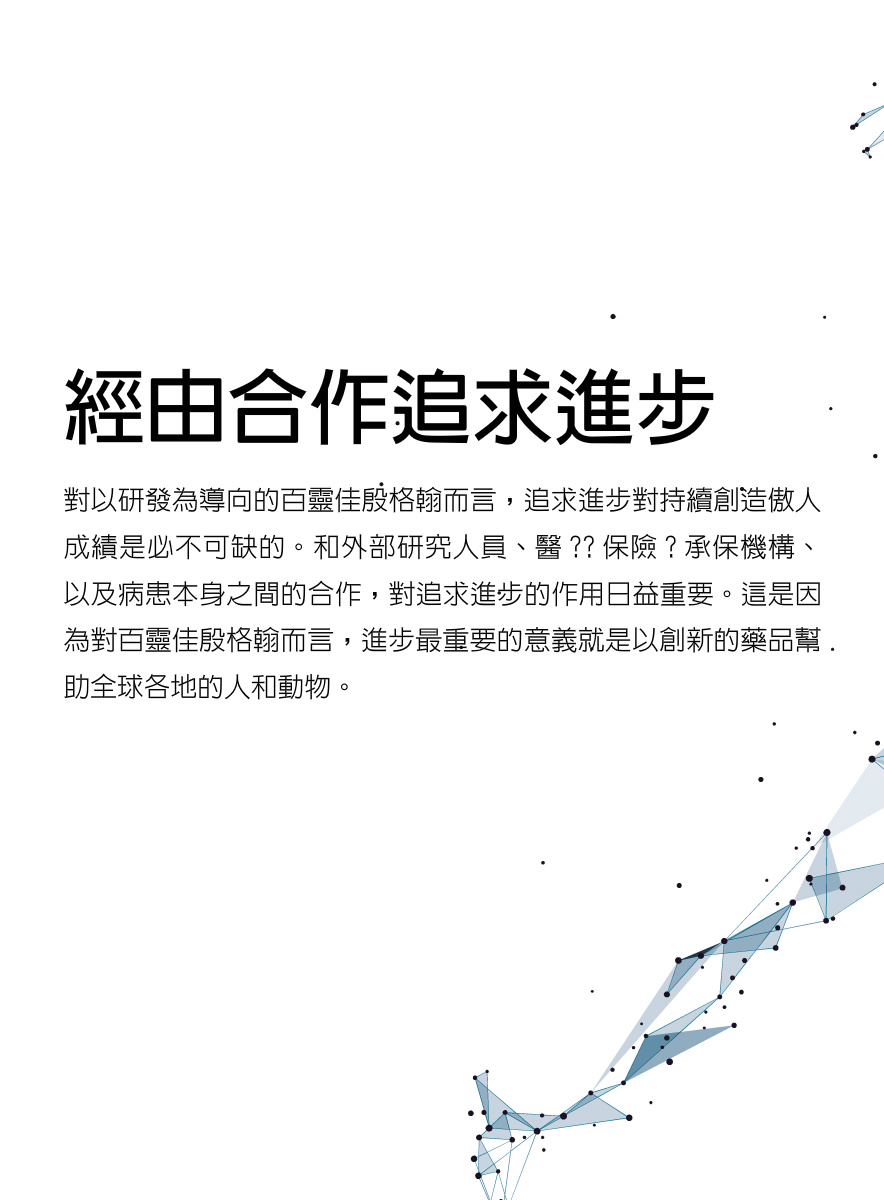 經由合作追求進步
對以研發為導向的百靈佳殷格翰而言，追求進步對持續創造傲人
成績是必不可缺的。和外部研究人員、醫??保險?承保機構、
以及病患本身之間的合作，對追求進步的作用日益重要。這是因
為對百靈佳殷格翰而言，進步最重要的意義就是以創新的藥品幫
助全球各地的人和動物。